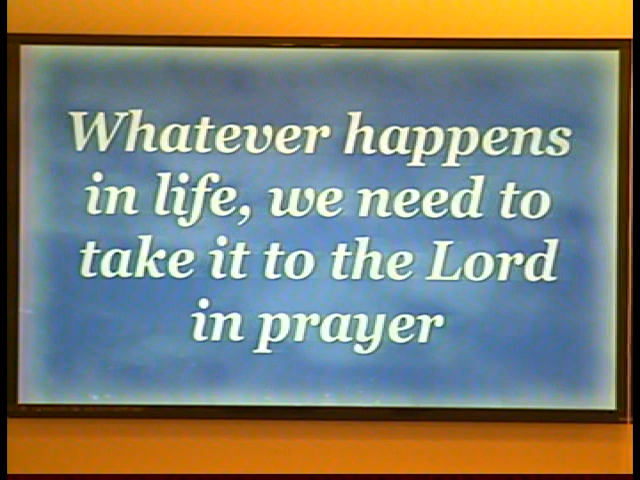 Whatever happens
in life, we need to
take it to the Lord
in prayer